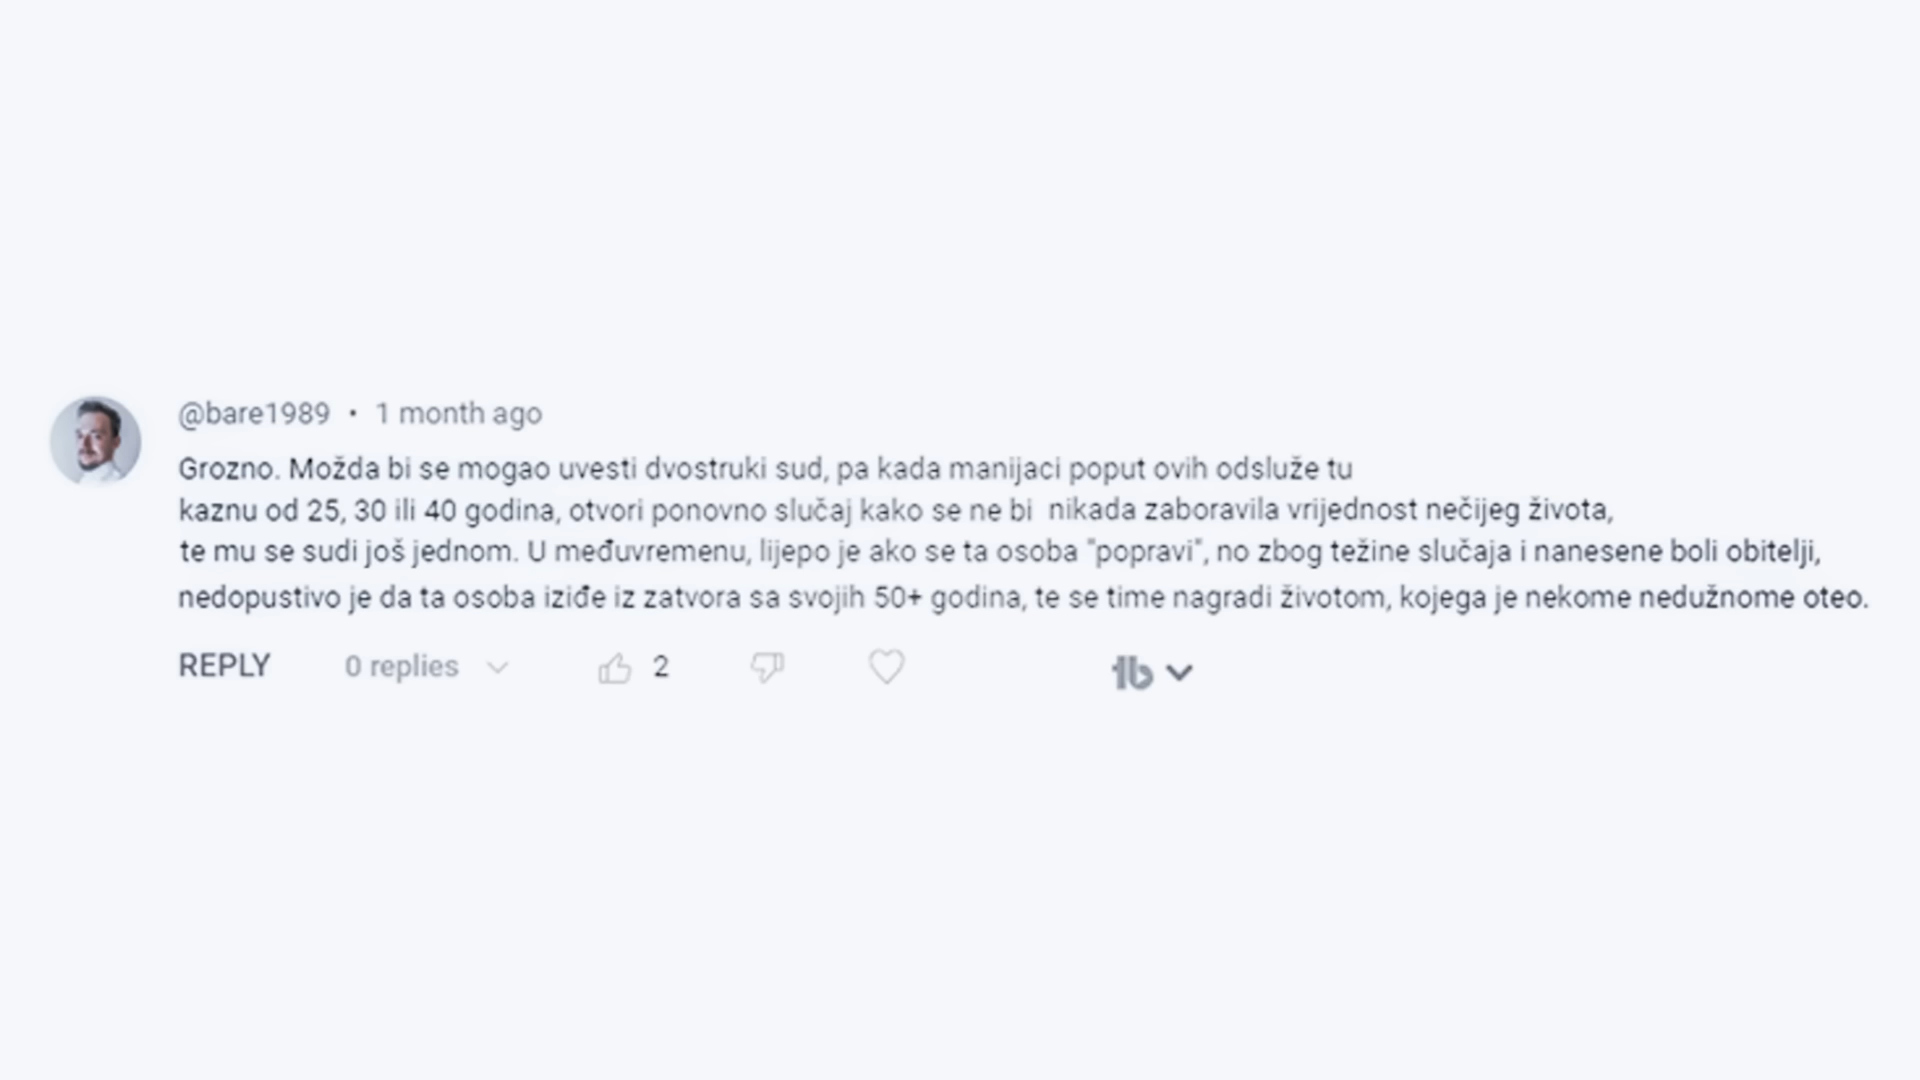 @bare1989 • 1 month ago
Grozno. Možda bi se mogao uvesti dvostruki sud, pa kada manijaci poput ovih odsluže tu
kaznu od 25, 30 ili 40 godina, otvori ponovno slučaj kako se ne bi nikada zaboravila vrijednost nečijeg života,
te mu se sudi još jednom. U međuvremenu, lijepo je ako se ta osoba "popravi", no zbog težine slučaja i nanesene boli obitelji,
nedopustivo je da ta osoba iziđe iz zatvora sa svojih 50+ godina, te se time nagradi životom, kojega je nekome nedužnome oteo.
REPLY 0 replies 2 tb